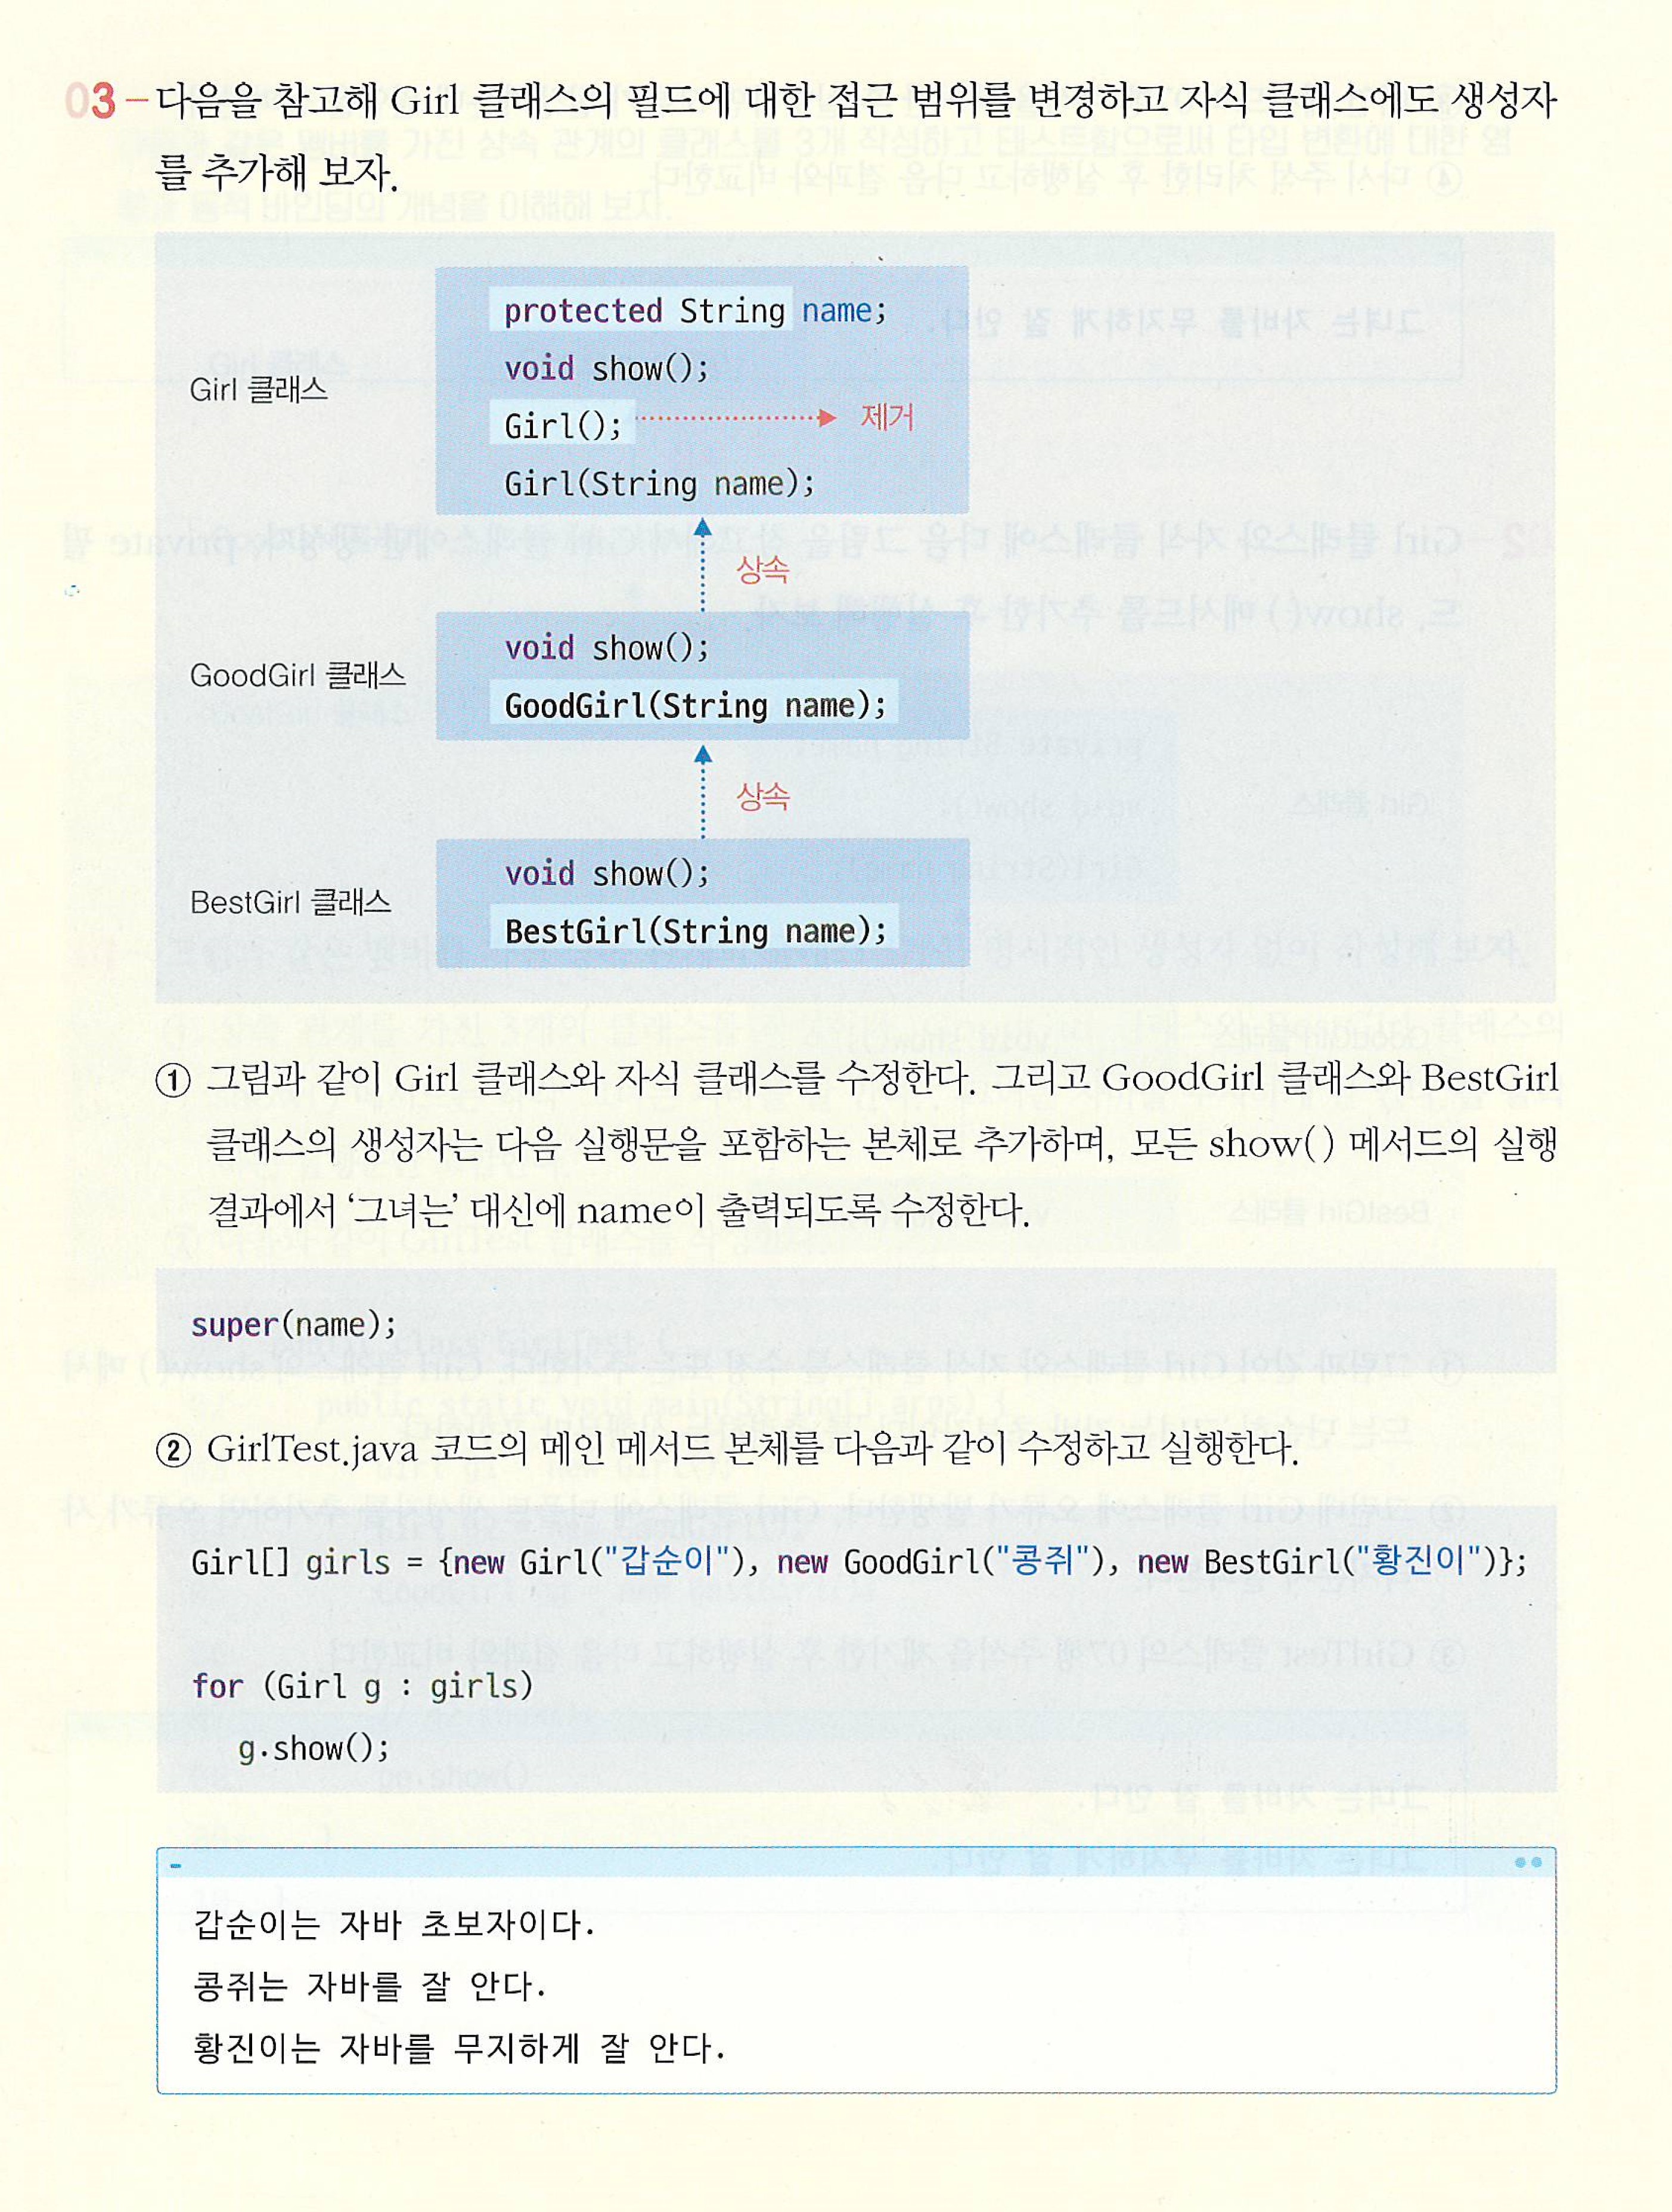 03 - 다음을 참고해 Girl 클래스의 필드에 대한 접근 범위를 변경하고 자식 클래스에도 생성자
를 추가해 보자.
Girl 클래스
protected String name;
void show();
Girl(); 제거
Girl(String name);
상속
GoodGirl 클래스
void show();
GoodGirl(String name);
상속
BestGirl 클래스
void show();
BestGirl(String name);
① 그림과 같이 Girl 클래스와 자식 클래스를 수정한다. 그리고 GoodGirl 클래스와 BestGirl
클래스의 생성자는 다음 실행문을 포함하는 본체로 추가하며, 모든 show() 메서드의 실행
결과에서 ‘그녀는’ 대신에 name이 출력되도록 수정한다.
super(name);
② GirlTest.java 코드의 메인 메서드 본체를 다음과 같이 수정하고 실행한다.
Girl[] girls = {new Girl("갑순이"), new GoodGirl("콩쥐"), new BestGirl("황진이")};
for (Girl g : girls)
g.show();
갑순이는 자바 초보자이다.
콩쥐는 자바를 잘 안다.
황진이는 자바를 무지하게 잘 안다.